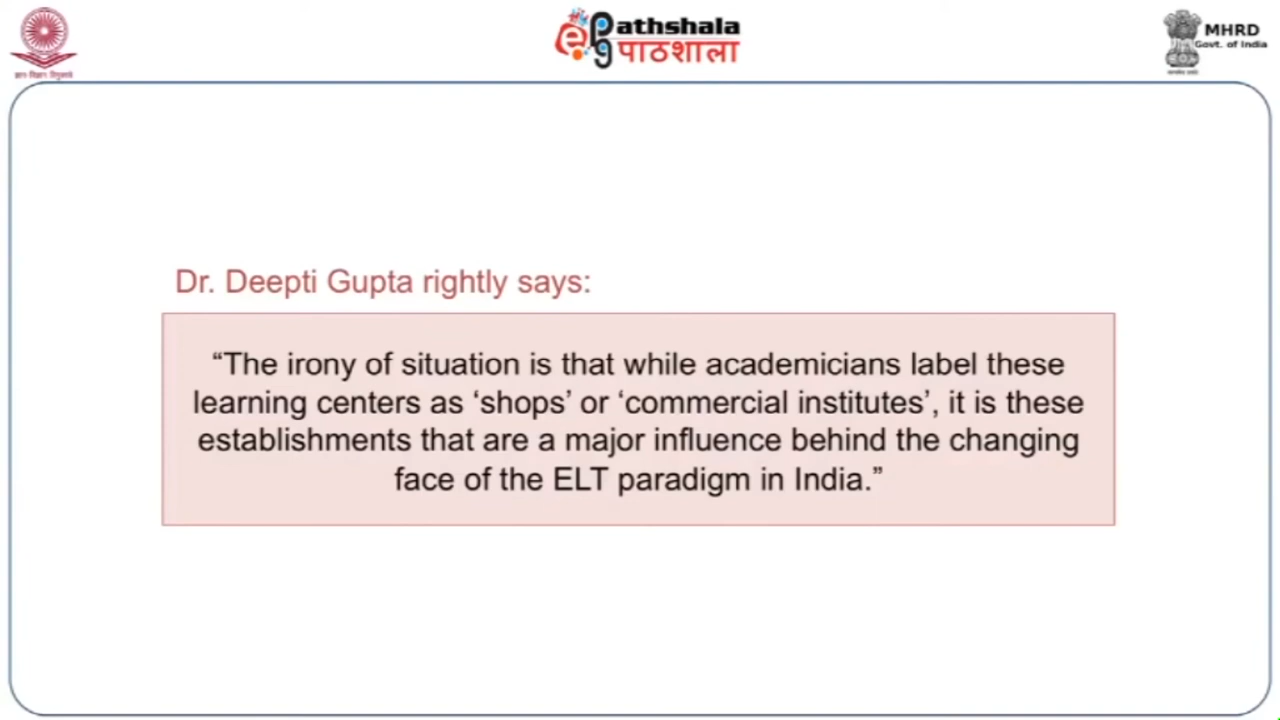 ePathshala
पाठशाला
MHRD
Govt. of India
Dr. Deepti Gupta rightly says:
“The irony of situation is that while academicians label these
learning centers as ‘shops’ or ‘commercial institutes’, it is these
establishments that are a major influence behind the changing
face of the ELT paradigm in India.”